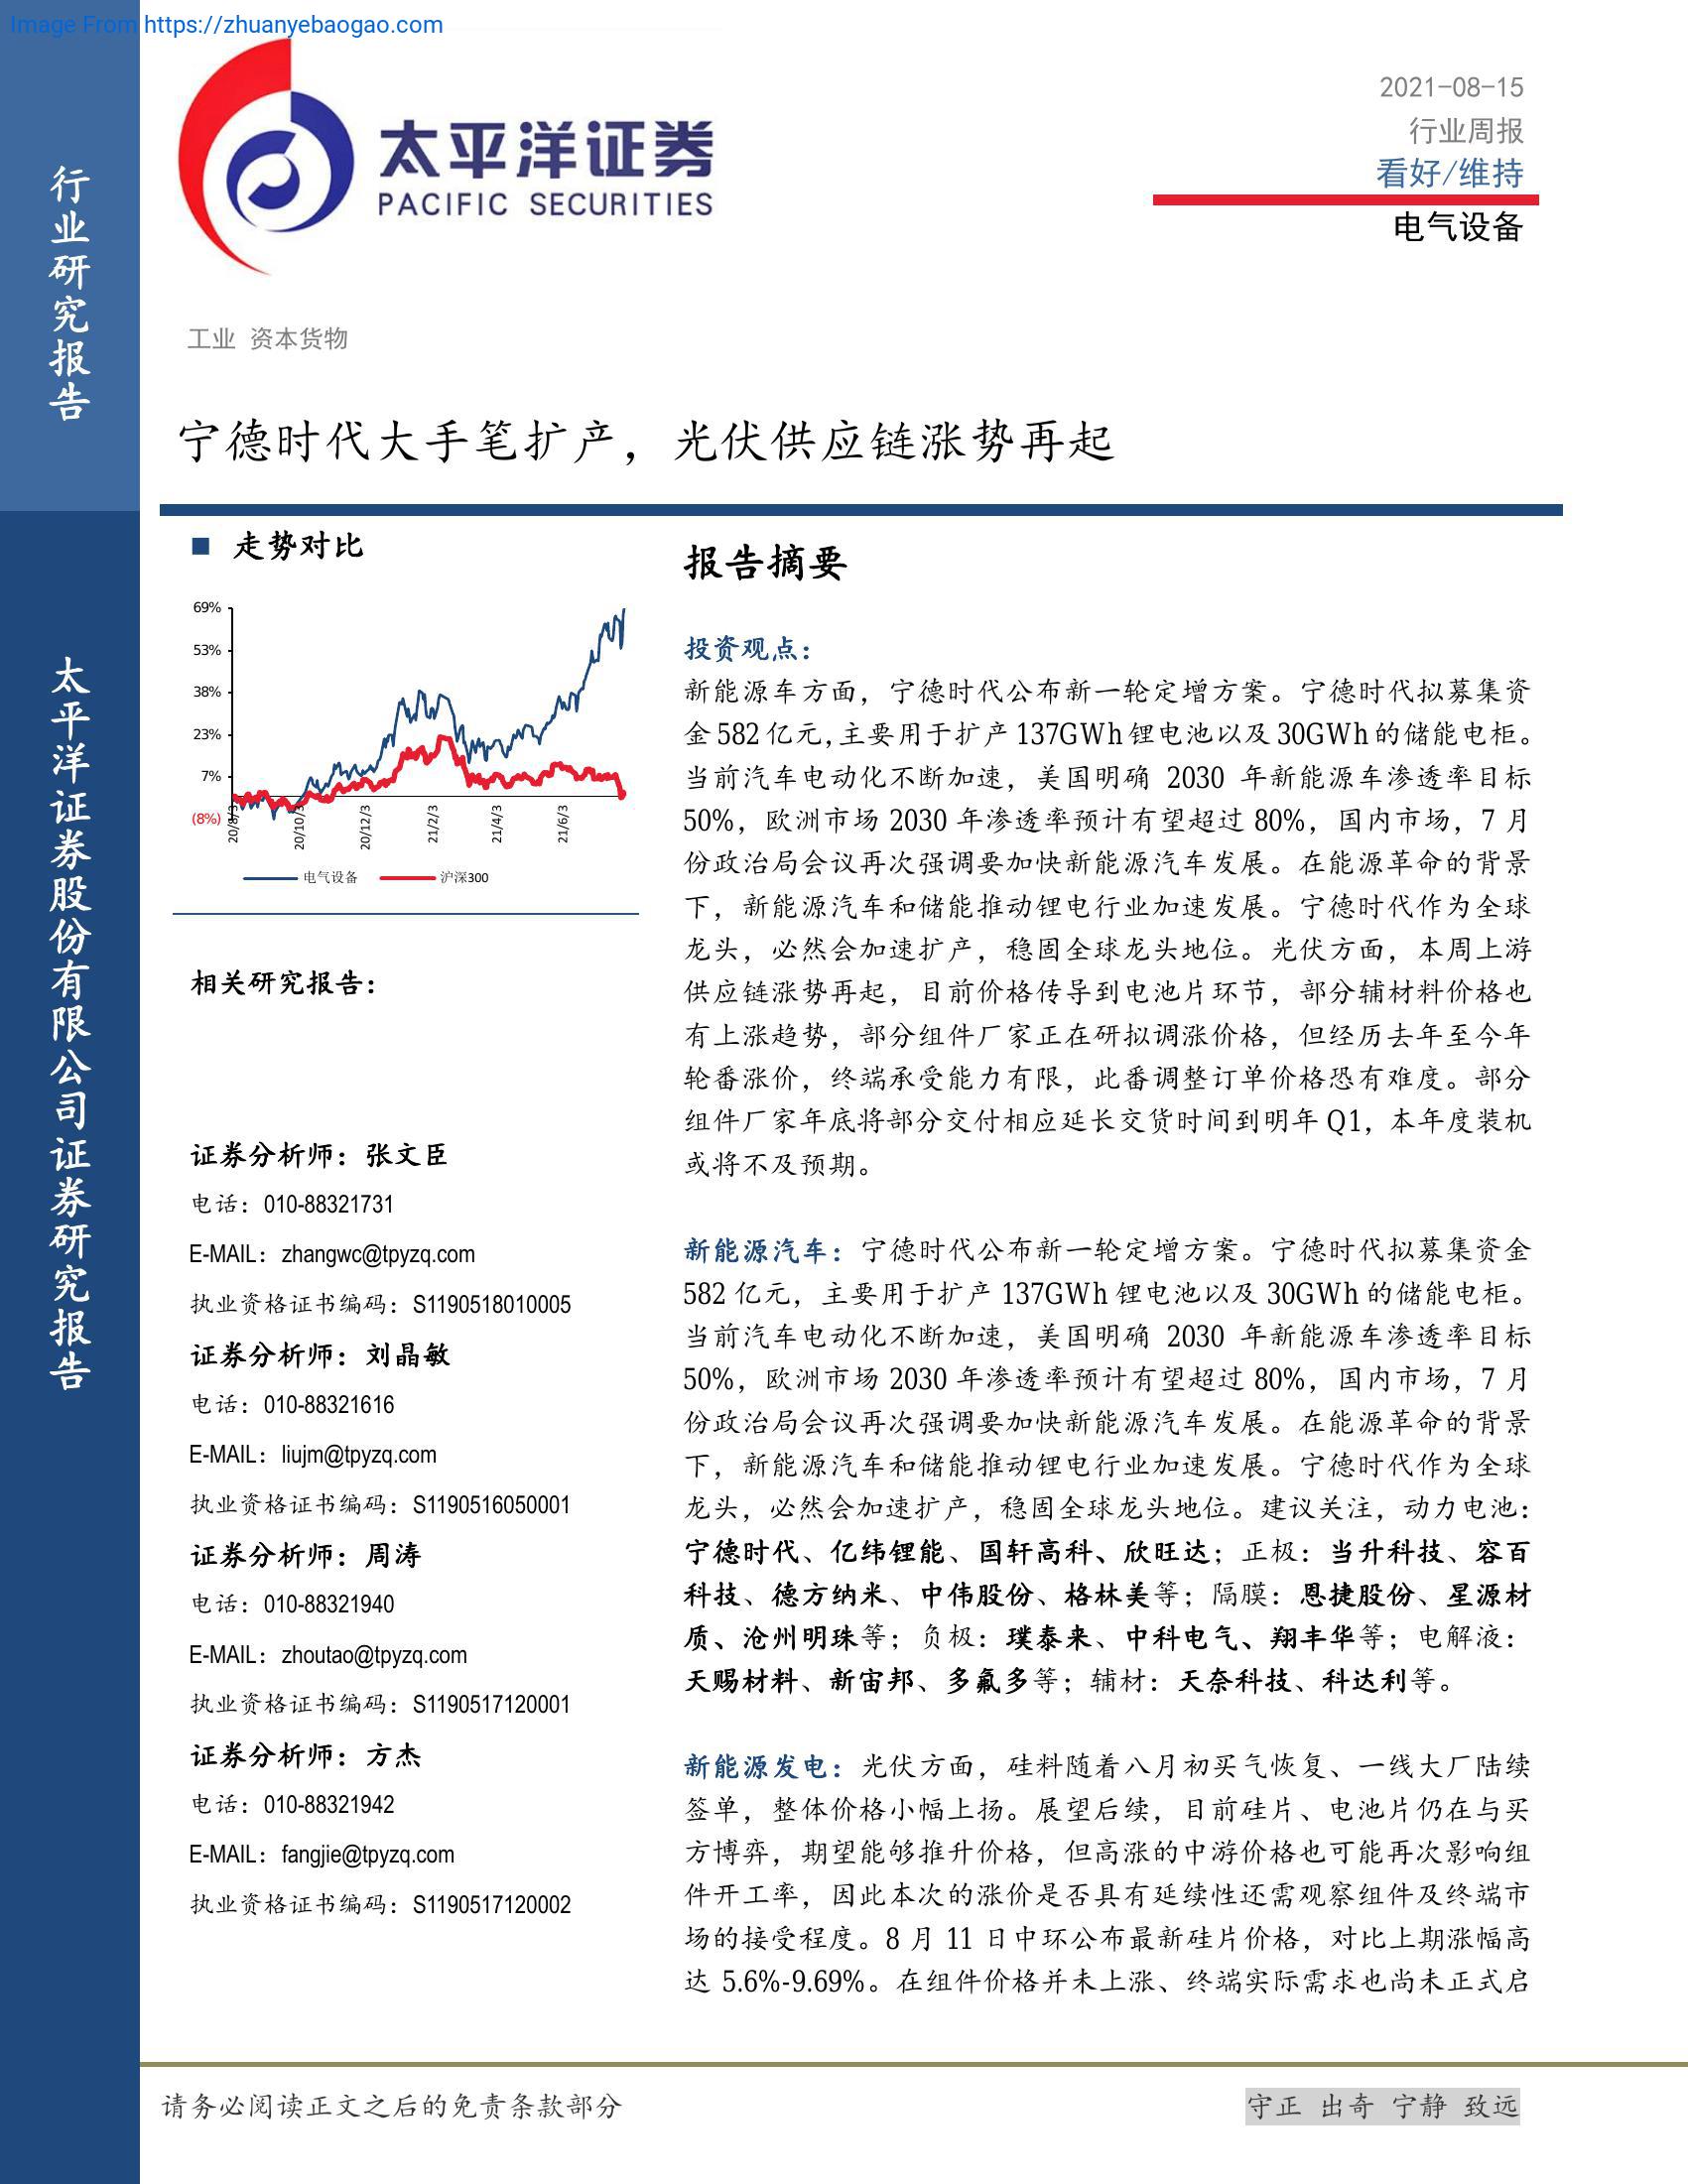 Image From https://zhuanyebaogao.com
行业研究报告
太平洋证券股份有限公司证券研究报告
太平洋证券
PACIFIC SECURITIES
2021-08-15
行业周报
看好/维持
电气设备
工业 资本货物
宁德时代大手笔扩产，光伏供应链涨势再起
■ 走势对比
69%
53%
38%
23%
7%
(8%)
20/8/3
20/10/3
20/12/3
21/2/3
21/4/3
21/6/3
电气设备
沪深300
相关研究报告：
证券分析师：张文臣
电话：010-88321731
E-MAIL：zhangwc@tpyzq.com
执业资格证书编码：S1190518010005
证券分析师：刘晶敏
电话：010-88321616
E-MAIL：liujm@tpyzq.com
执业资格证书编码：S1190516050001
证券分析师：周涛
电话：010-88321940
E-MAIL：zhoutao@tpyzq.com
执业资格证书编码：S1190517120001
证券分析师：方杰
电话：010-88321942
E-MAIL：fangjie@tpyzq.com
执业资格证书编码：S1190517120002
报告摘要
投资观点：
新能源车方面，宁德时代公布新一轮定增方案。宁德时代拟募集资
金 582 亿元，主要用于扩产 137GWh 锂电池以及 30GWh 的储能电柜。
当前汽车电动化不断加速，美国明确 2030 年新能源车渗透率目标
50%，欧洲市场 2030 年渗透率预计有望超过 80%，国内市场，7 月
份政治局会议再次强调要加快新能源汽车发展。在能源革命的背景
下，新能源汽车和储能推动锂电行业加速发展。宁德时代作为全球
龙头，必然会加速扩产，稳固全球龙头地位。光伏方面，本周上游
供应链涨势再起，目前价格传导到电池片环节，部分辅材料价格也
有上涨趋势，部分组件厂家正在研拟调涨价格，但经历去年至今年
轮番涨价，终端承受能力有限，此番调整订单价格恐有难度。部分
组件厂家年底将部分交付相应延长交货时间到明年 Q1，本年度装机
或将不及预期。
新能源汽车：宁德时代公布新一轮定增方案。宁德时代拟募集资金
582 亿元，主要用于扩产 137GWh 锂电池以及 30GWh 的储能电柜。
当前汽车电动化不断加速，美国明确 2030 年新能源车渗透率目标
50%，欧洲市场 2030 年渗透率预计有望超过 80%，国内市场，7 月
份政治局会议再次强调要加快新能源汽车发展。在能源革命的背景
下，新能源汽车和储能推动锂电行业加速发展。宁德时代作为全球
龙头，必然会加速扩产，稳固全球龙头地位。建议关注，动力电池：
宁德时代、亿纬锂能、国轩高科、欣旺达；正极：当升科技、容百
科技、德方纳米、中伟股份、格林美等；隔膜：恩捷股份、星源材
质、沧州明珠等；负极：璞泰来、中科电气、翔丰华等；电解液：
天赐材料、新宙邦、多氟多等；辅材：天奈科技、科达利等。
新能源发电：光伏方面，硅料随着八月初买气恢复、一线大厂陆续
签单，整体价格小幅上扬。展望后续，目前硅片、电池片仍在与买
方博弈，期望能够推升价格，但高涨的中游价格也可能再次影响组
件开工率，因此本次的涨价是否具有延续性还需观察组件及终端市
场的接受程度。8 月 11 日中环公布最新硅片价格，对比上期涨幅高
达 5.6%-9.69%。在组件价格并未上涨、终端实际需求也尚未正式启
请务必阅读正文之后的免责条款部分
守正 出奇 宁静 致远